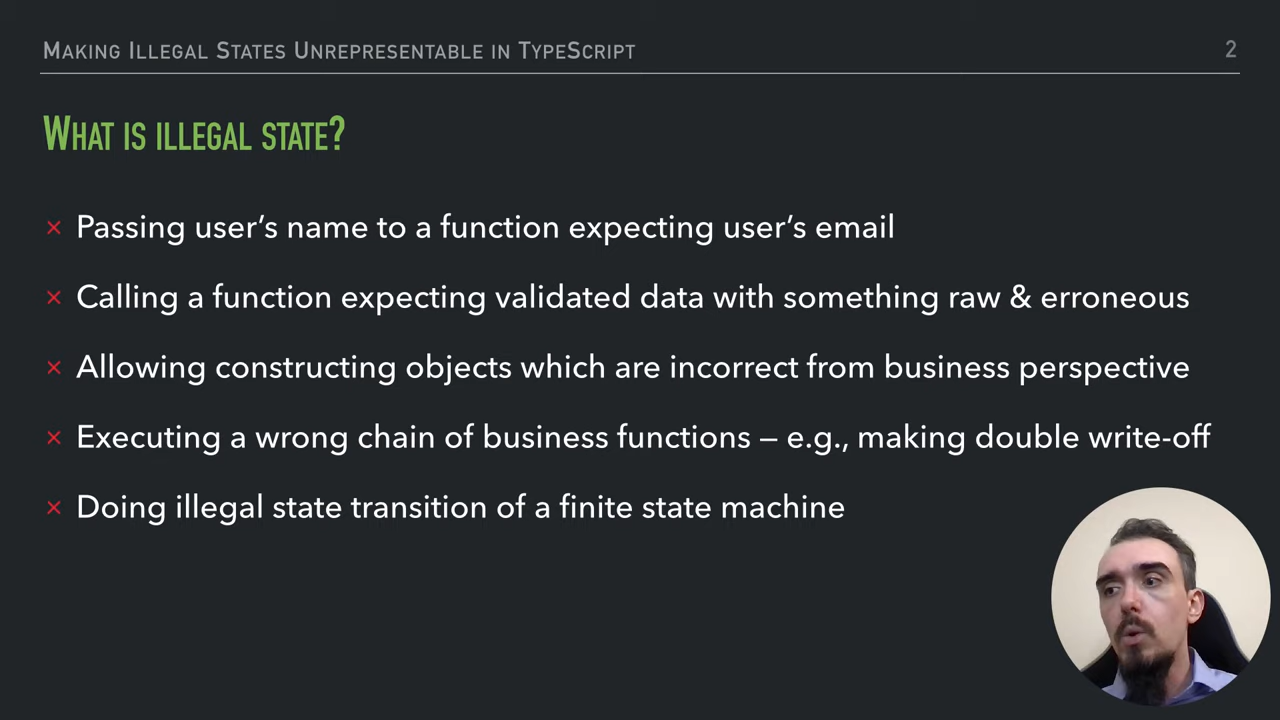 Making Illegal States Unrepresentable in TypeScript
2
What is illegal state?
× Passing user’s name to a function expecting user’s email
× Calling a function expecting validated data with something raw & erroneous
× Allowing constructing objects which are incorrect from business perspective
× Executing a wrong chain of business functions – e.g., making double write-off
× Doing illegal state transition of a finite state machine